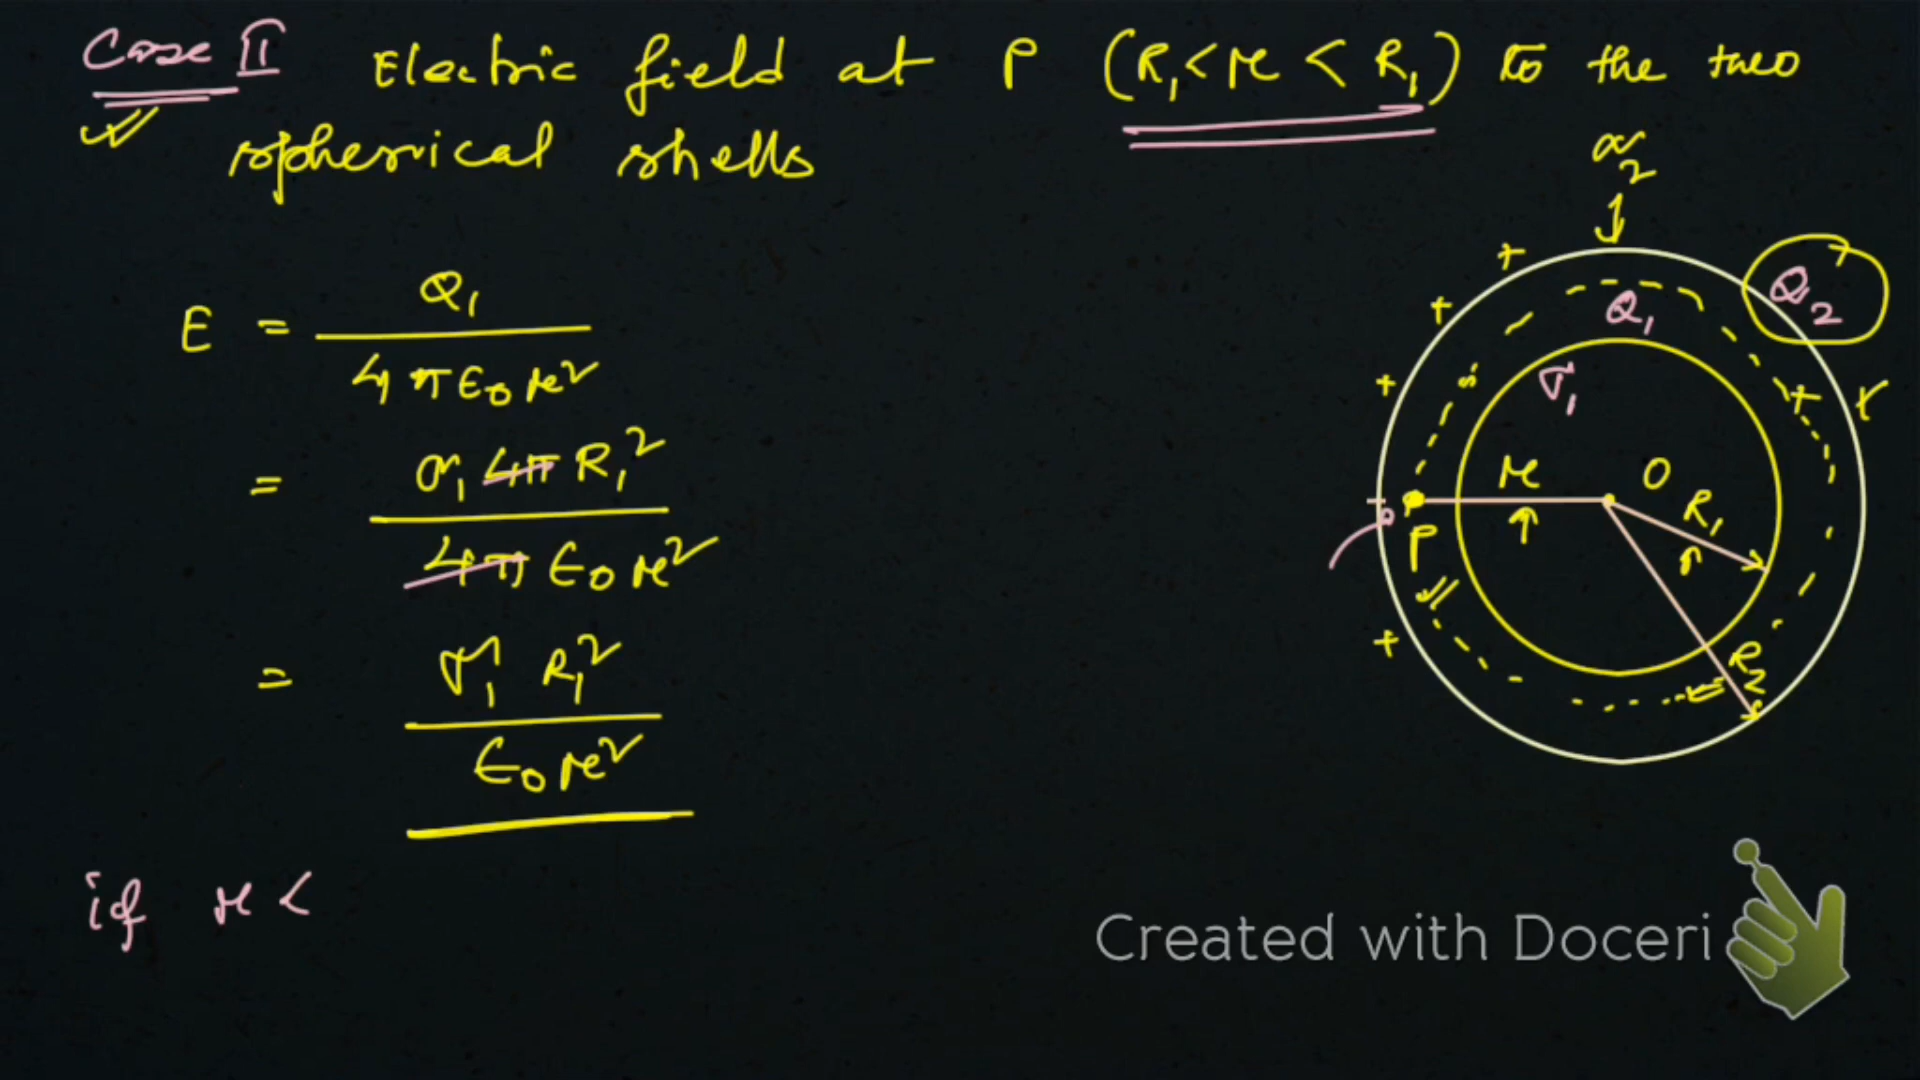 Case II Electric field at P (R₁ < r < R₁) to the two
spherical shells
σ₂
E = Q₁
4πε₀r²
= σ₁ 4π R₁²
4π ε₀ r²
= σ₁ R₁²
ε₀ r²
if r <
Q₂
Q₁
σ₁
r
O
R₁
P
R₂
+
+
+
+
+
Created with Doceri